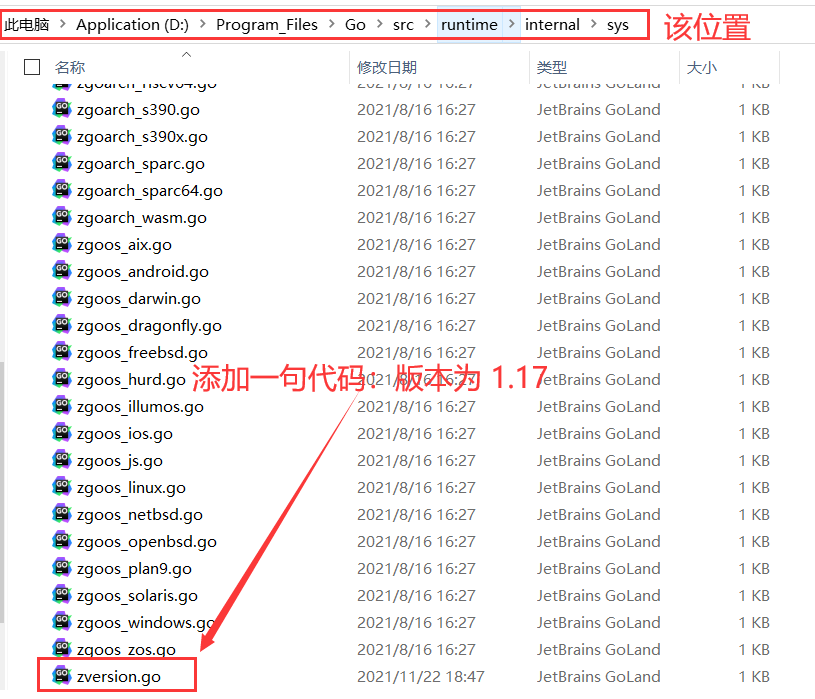 此电脑 > Application (D:) > Program_Files > Go > src > runtime > internal > sys 该位置
名称 修改日期 类型 大小
zgoarch_riscv64.go 2021/8/16 16:27 JetBrains GoLand 1 KB
zgoarch_s390.go 2021/8/16 16:27 JetBrains GoLand 1 KB
zgoarch_s390x.go 2021/8/16 16:27 JetBrains GoLand 1 KB
zgoarch_sparc.go 2021/8/16 16:27 JetBrains GoLand 1 KB
zgoarch_sparc64.go 2021/8/16 16:27 JetBrains GoLand 1 KB
zgoarch_wasm.go 2021/8/16 16:27 JetBrains GoLand 1 KB
zgoos_aix.go 2021/8/16 16:27 JetBrains GoLand 1 KB
zgoos_android.go 2021/8/16 16:27 JetBrains GoLand 1 KB
zgoos_darwin.go 2021/8/16 16:27 JetBrains GoLand 1 KB
zgoos_dragonfly.go 2021/8/16 16:27 JetBrains GoLand 1 KB
zgoos_freebsd.go 2021/8/16 16:27 JetBrains GoLand 1 KB
zgoos_hurd.go 2021/8/16 16:27 JetBrains GoLand 1 KB
添加一句代码：版本为 1.17
zgoos_illumos.go 2021/8/16 16:27 JetBrains GoLand 1 KB
zgoos_ios.go 2021/8/16 16:27 JetBrains GoLand 1 KB
zgoos_js.go 2021/8/16 16:27 JetBrains GoLand 1 KB
zgoos_linux.go 2021/8/16 16:27 JetBrains GoLand 1 KB
zgoos_netbsd.go 2021/8/16 16:27 JetBrains GoLand 1 KB
zgoos_openbsd.go 2021/8/16 16:27 JetBrains GoLand 1 KB
zgoos_plan9.go 2021/8/16 16:27 JetBrains GoLand 1 KB
zgoos_solaris.go 2021/8/16 16:27 JetBrains GoLand 1 KB
zgoos_windows.go 2021/8/16 16:27 JetBrains GoLand 1 KB
zgoos_zos.go 2021/8/16 16:27 JetBrains GoLand 1 KB
zversion.go 2021/11/22 18:47 JetBrains GoLand 1 KB